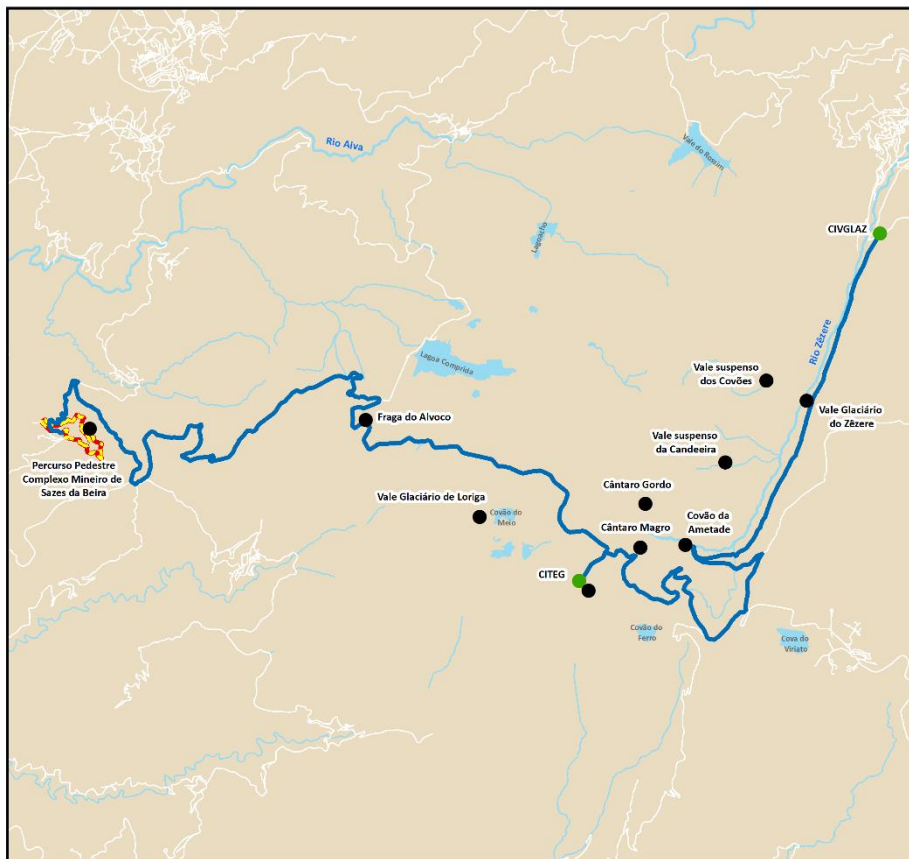 Rio Alva
Vale do Rossim
Lagoacho
CIVGLAZ
Rio Zêzere
Lagoa Comprida
Vale suspenso
dos Covões
Vale Glaciário
do Zêzere
Fraga do Alvoco
Vale suspenso
da Candeeira
Percurso Pedestre
Complexo Mineiro de
Sazes da Beira
Cântaro Gordo
Vale Glaciário de Loriga
Covão do
Meio
Cântaro Magro
Covão da
Ametade
CITEG
Covão do
Ferro
Cova do
Viriato